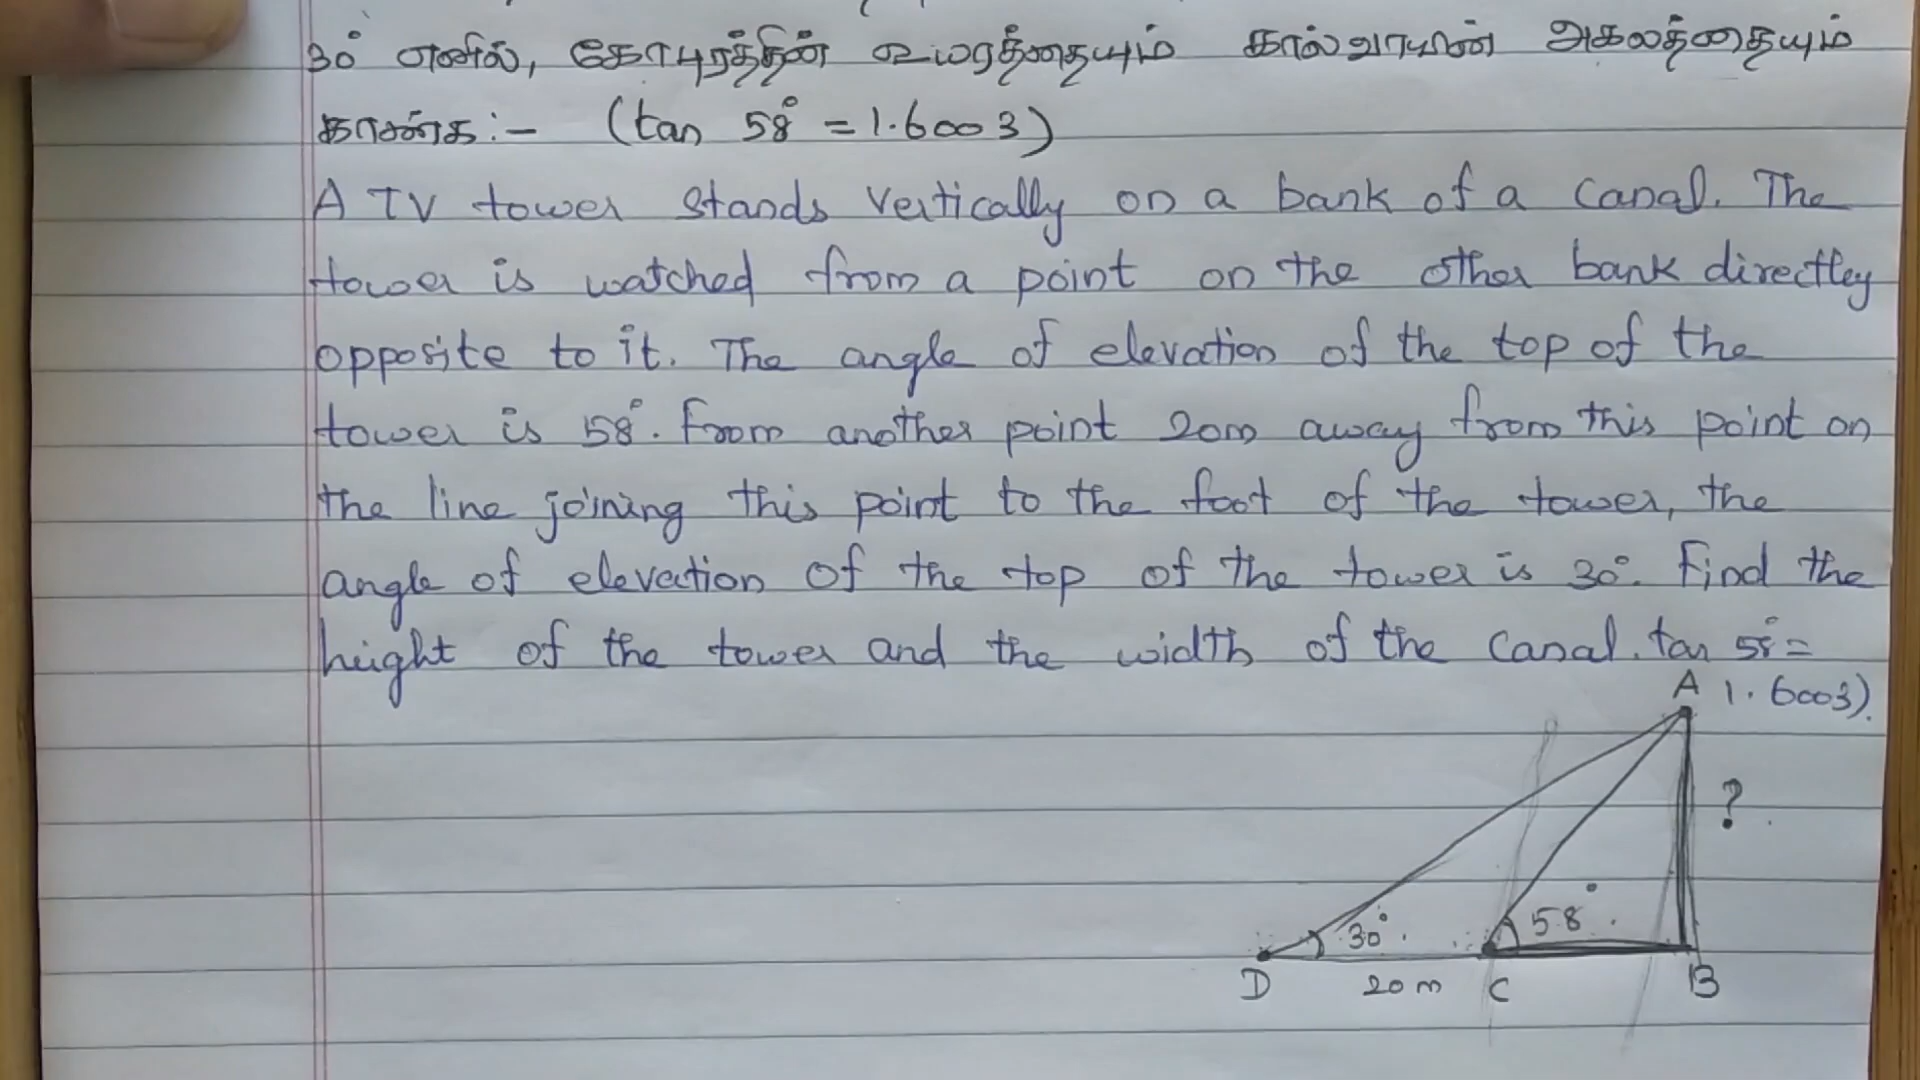 30° எனில், கோபுரத்தின் உயரத்தையும் கால்வாயின் அகலத்தையும்
காண்க :- (tan 58° = 1.6003)
A TV tower stands vertically on a bank of a canal. The
tower is watched from a point on the other bank directley
opposite to it. The angle of elevation of the top of the
tower is 58°. From another point 20m away from this point on
the line joining this point to the foot of the tower, the
angle of elevation of the top of the tower is 30°. Find the
height of the tower and the width of the canal. tan 58° =
1.6003).
A
?
30°.
58°.
D 20 m C B